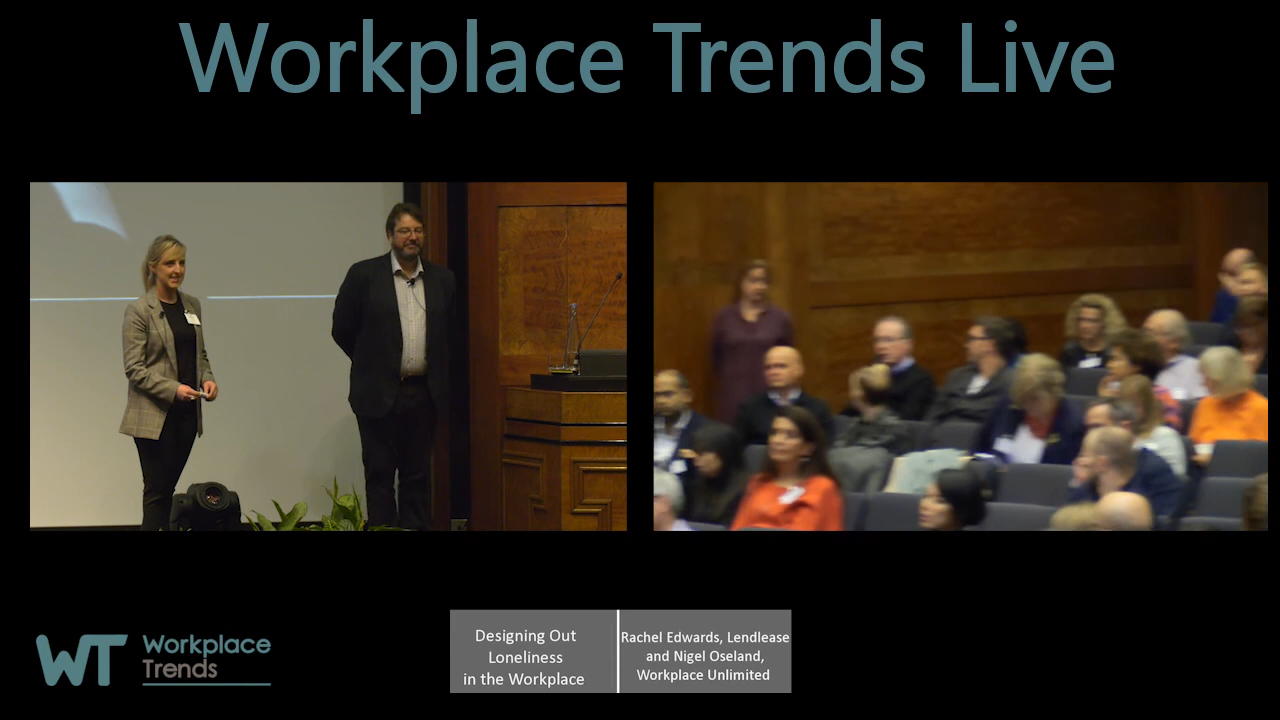 Workplace Trends Live
WT Workplace
Trends
Designing Out
Loneliness
in the Workplace
Rachel Edwards, Lendlease
and Nigel Oseland,
Workplace Unlimited